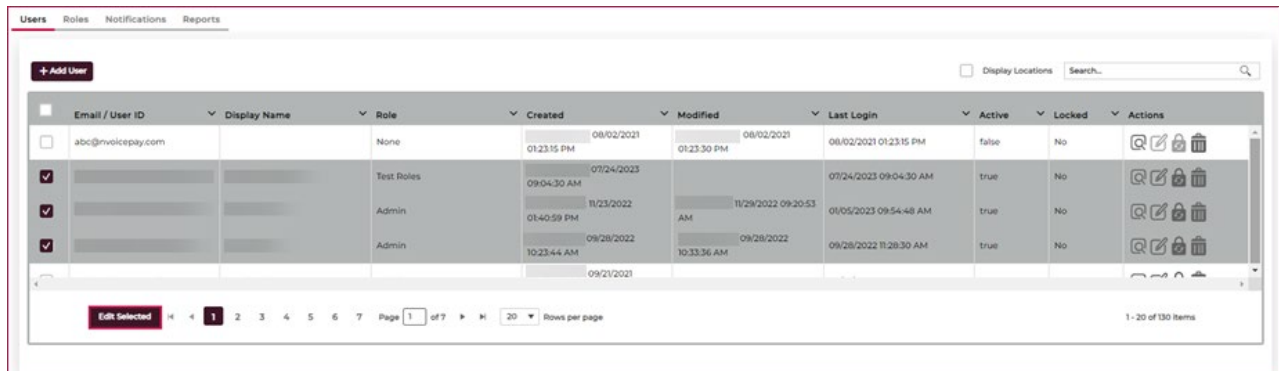 Users Roles Notifications Reports
+ Add User Display Locations Search...
Email / User ID Display Name Role Created Modified Last Login Active Locked Actions
abc@nvoicepay.com None 08/02/2021 01:23:15 PM 08/02/2021 01:23:30 PM 08/02/2021 01:23:15 PM false No
Test Roles 07/24/2023 09:04:30 AM 07/24/2023 09:04:30 AM true No
Admin 11/23/2022 01:40:59 PM 11/29/2022 09:20:53 AM 01/05/2023 09:54:48 AM true No
Admin 09/28/2022 10:23:44 AM 09/28/2022 10:33:36 AM 09/28/2022 11:28:30 AM true No
09/21/2021
Edit Selected 1 2 3 4 5 6 7 Page 1 of 7 20 Rows per page 1 - 20 of 130 items